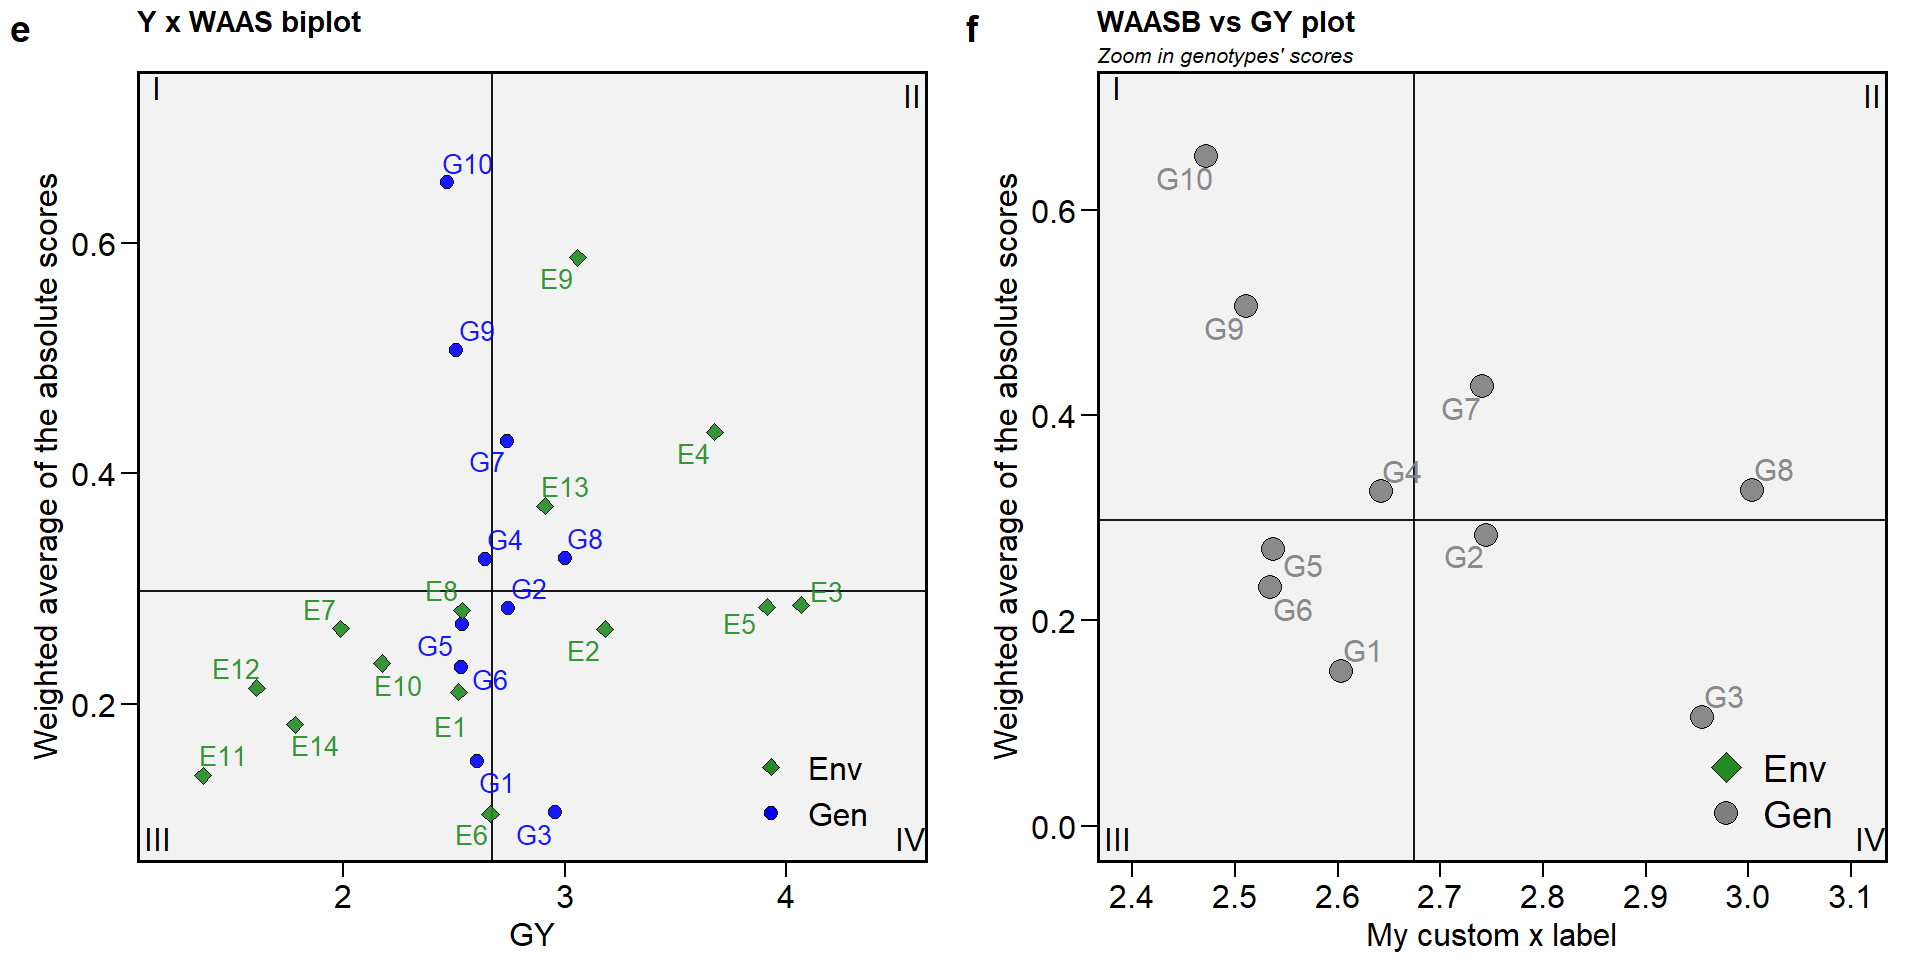 e
Y x WAAS biplot
I
II
G10
0.6
E9
G9
E4
G7
0.4
E13
G4
G8
E8
G2
E3
E7
E5
G5
E2
E12
G6
E10
0.2
E1
E14
E11
G1
Env
Gen
E6
G3
III
IV
2
3
4
GY
Weighted average of the absolute scores
f
WAASB vs GY plot
Zoom in genotypes' scores
I
II
G10
0.6
G9
G7
0.4
G4
G8
G2
G5
G6
0.2
G1
G3
Env
Gen
0.0
III
IV
2.4
2.5
2.6
2.7
2.8
2.9
3.0
3.1
My custom x label
Weighted average of the absolute scores